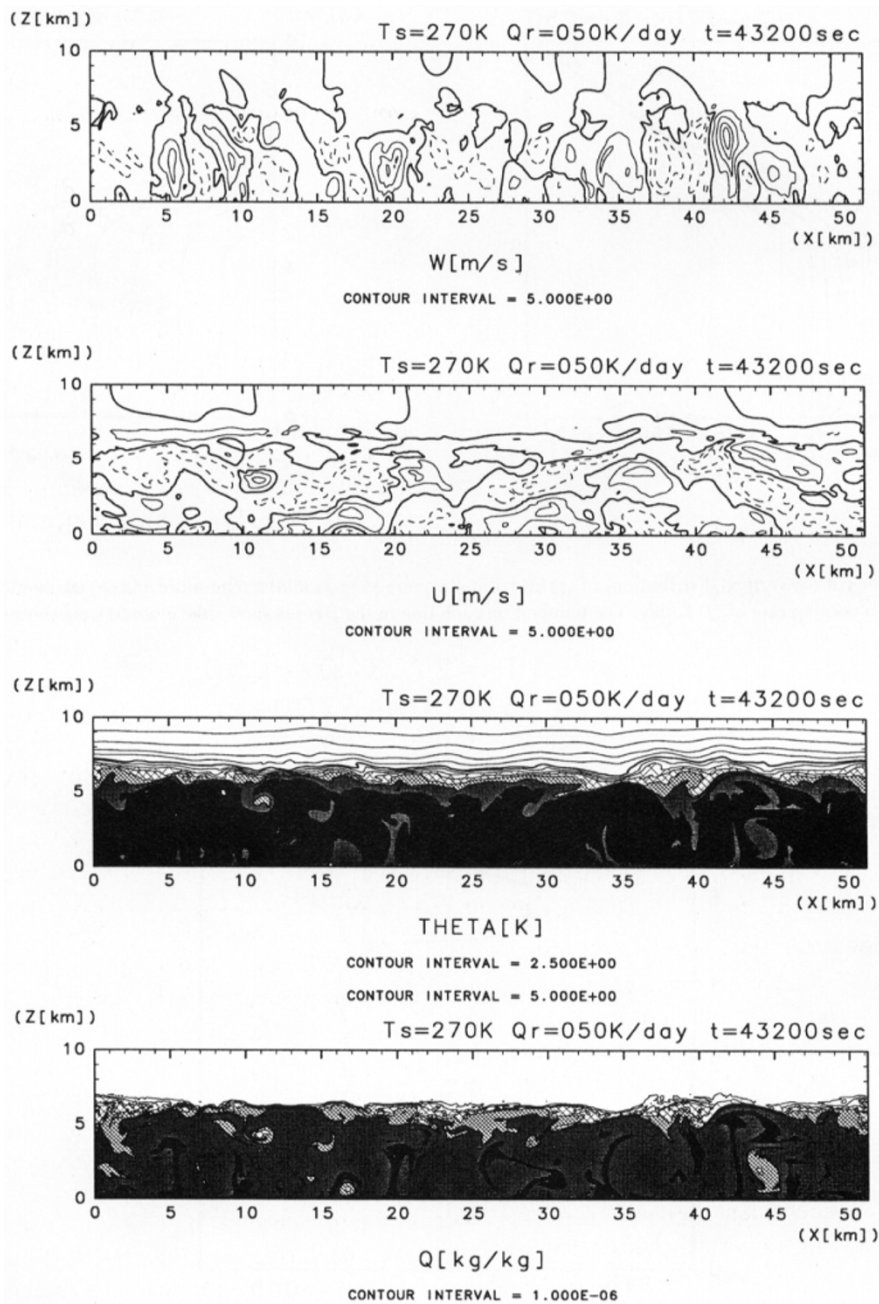 (Z[km])
Ts=270K Qr=050K/day t=43200sec
10
5
0
0 5 10 15 20 25 30 35 40 45 50
(X[km])
W[m/s]
CONTOUR INTERVAL = 5.000E+00
(Z[km])
Ts=270K Qr=050K/day t=43200sec
10
5
0
0 5 10 15 20 25 30 35 40 45 50
(X[km])
U[m/s]
CONTOUR INTERVAL = 5.000E+00
(Z[km])
Ts=270K Qr=050K/day t=43200sec
10
5
0
0 5 10 15 20 25 30 35 40 45 50
(X[km])
THETA[K]
CONTOUR INTERVAL = 2.500E+00
CONTOUR INTERVAL = 5.000E+00
(Z[km])
Ts=270K Qr=050K/day t=43200sec
10
5
0
0 5 10 15 20 25 30 35 40 45 50
(X[km])
Q[kg/kg]
CONTOUR INTERVAL = 1.000E-06